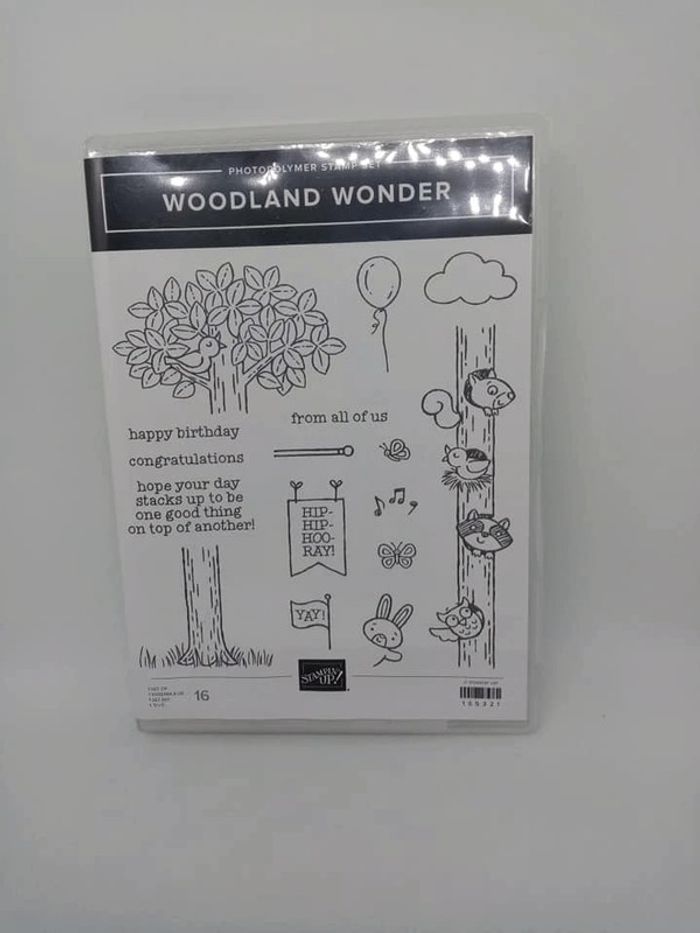 PHOTOPOLYMER STAMP SET
WOODLAND WONDER
from all of us
happy birthday
congratulations
hope your day
stacks up to be
one good thing
on top of another!
HIP-
HIP-
HOO-
RAY!
YAY!
STAMPIN'
UP!
16